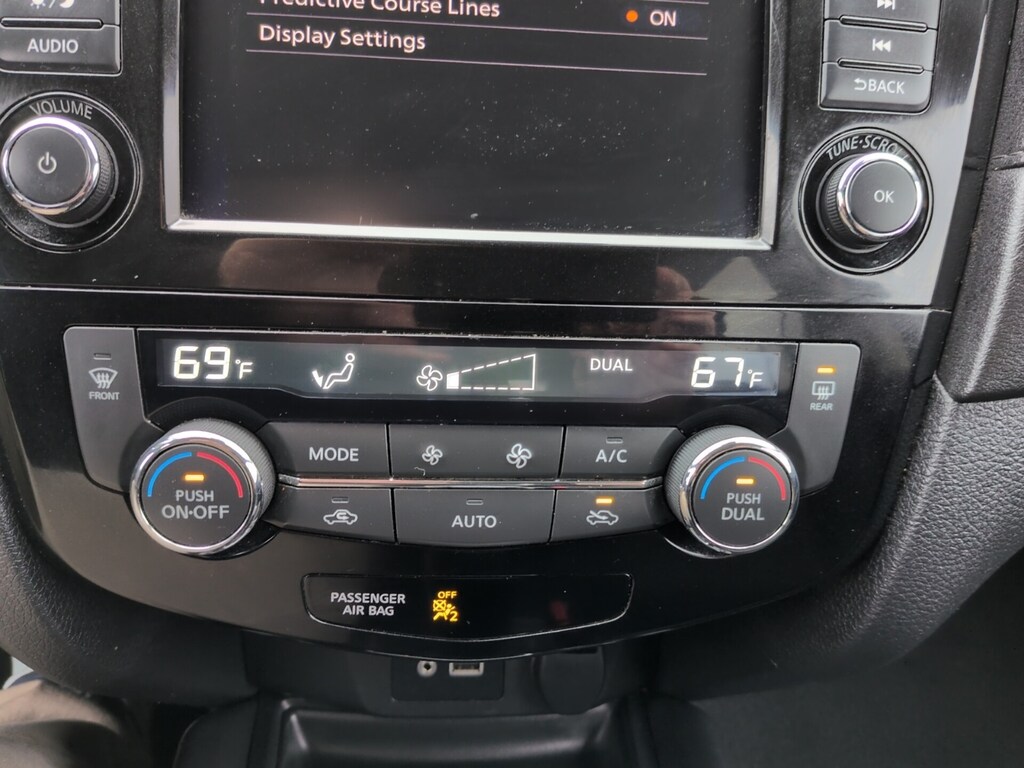 Predictive Course Lines
ON
Display Settings
AUDIO
BACK
VOLUME
TUNE·SCROLL
OK
69°F
DUAL
67°F
FRONT
REAR
MODE
A/C
PUSH
ON·OFF
AUTO
PUSH
DUAL
PASSENGER
AIR BAG
OFF
2